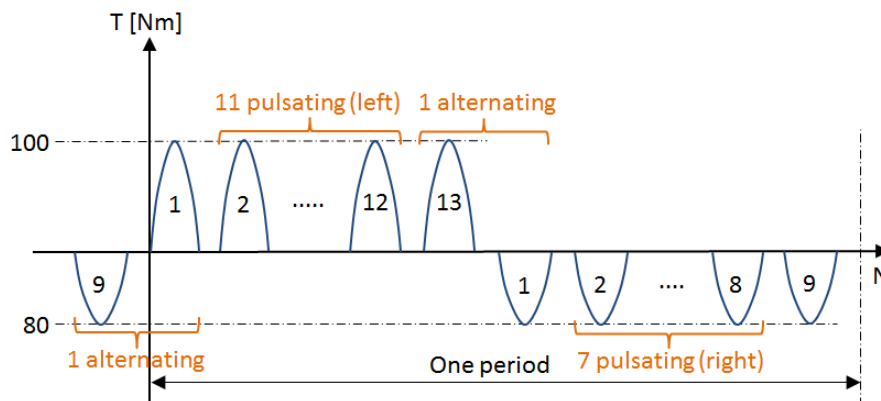 T [Nm]
11 pulsating (left)
1 alternating
100
1
2
.....
12
13
N
9
1
2
....
8
9
80
1 alternating
One period
7 pulsating (right)